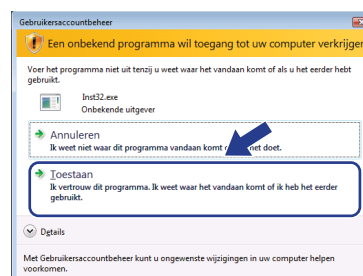 Gebruikersaccountbeheer
Een onbekend programma wil toegang tot uw computer verkrijgen
Voer het programma niet uit tenzij u weet waar het vandaan komt of als u het eerder hebt
gebruikt.
Inst32.exe
Onbekende uitgever
Annuleren
Ik weet niet waar dit programma vandaan komt doet.
Toestaan
Ik vertrouw dit programma. Ik weet waar het vandaan komt of ik heb het eerder
gebruikt.
Details
Met Gebruikersaccountbeheer kunt u ongewenste wijzigingen in uw computer helpen
voorkomen.